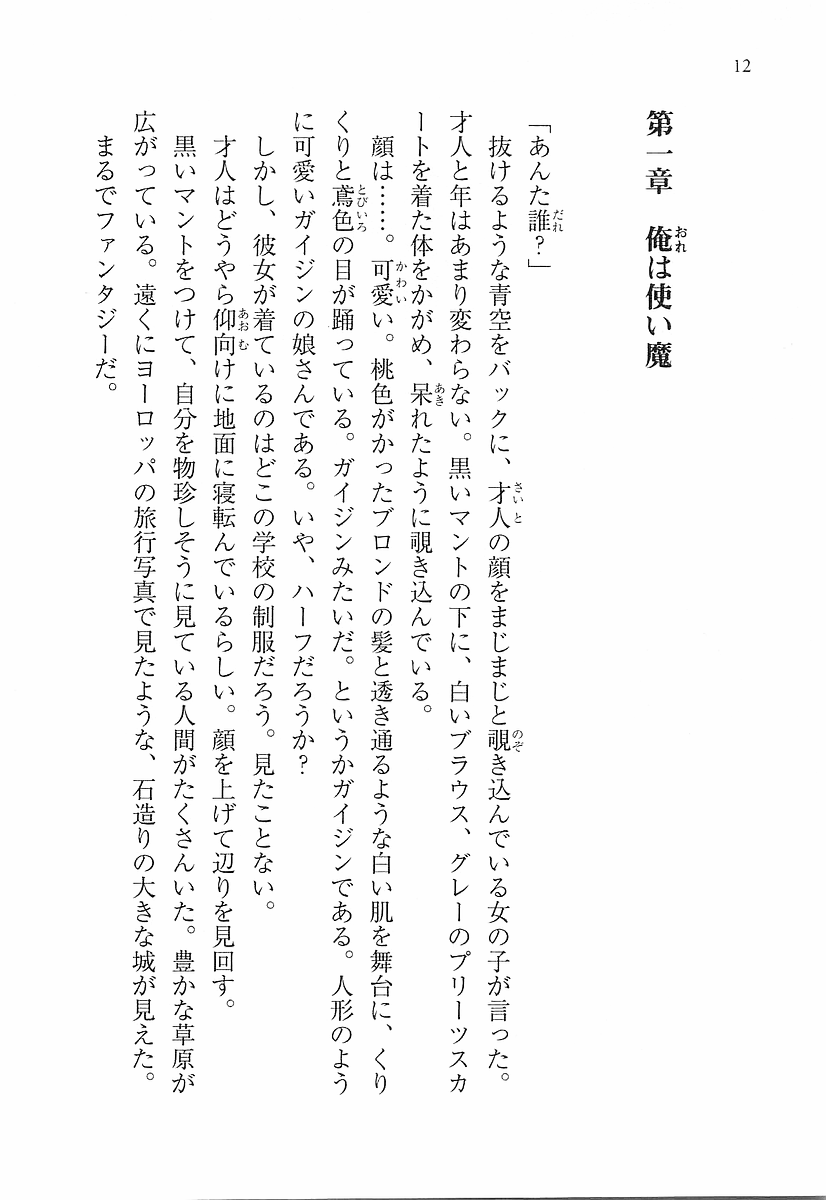 12
第一章　俺は使い魔
「あんた誰？」
　抜けるような青空をバックに、才人の顔をまじまじと覗き込んでいる女の子が言った。
才人と年はあまり変わらない。黒いマントの下に、白いブラウス、グレーのプリーツスカ
ートを着た体をかがめ、呆れたように覗き込んでいる。
　顔は……。可愛い。桃色がかったブロンドの髪と透き通るような白い肌を舞台に、くり
くりと鳶色の目が踊っている。ガイジンみたいだ。というかガイジンである。人形のよう
に可愛いガイジンの娘さんである。いや、ハーフだろうか？
　しかし、彼女が着ているのはどこの学校の制服だろう。見たことない。
　才人はどうやら仰向けに地面に寝転んでいるらしい。顔を上げて辺りを見回す。
　黒いマントをつけて、自分を物珍しそうに見ている人間がたくさんいた。豊かな草原が
広がっている。遠くにヨーロッパの旅行写真で見たような、石造りの大きな城が見えた。
　まるでファンタジーだ。